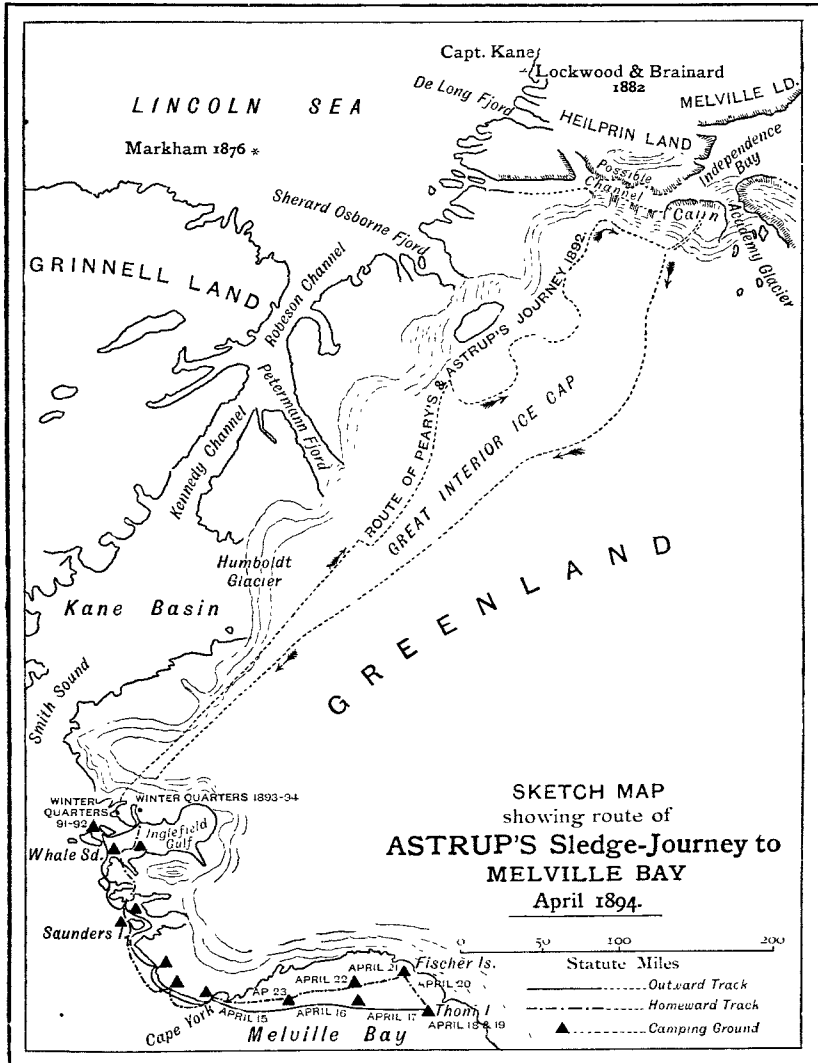 Capt. Kane
Lockwood & Brainard
1882
De Long Fjord
MELVILLE LD.
LINCOLN SEA
HEILPRIN LAND
Markham 1876 *
Independence
Bay
Possible
Channel
Sherard Osborne Fjord
Cairn
Academy Glacier
GRINNELL LAND
Robeson Channel
ROUTE OF PEARY'S & ASTRUP'S JOURNEY 1892.
Petermann Fjord
GREAT INTERIOR ICE CAP
Kennedy Channel
Humboldt
Glacier
GREENLAND
Kane Basin
Smith Sound
WINTER
QUARTERS
91-92
WINTER QUARTERS 1893-94
Inglefield
Gulf
Whale Sd.
Saunders I.
SKETCH MAP
showing route of
ASTRUP'S Sledge-Journey to
MELVILLE BAY
April 1894.
0 50 100 200
Statute Miles
Outward Track
Homeward Track
Camping Ground
Fischer Is.
APRIL 21
APRIL 20
APRIL 22
AP 23
APRIL 15
APRIL 16
APRIL 17
Thom I
APRIL 18 & 19
Cape York
Melville Bay